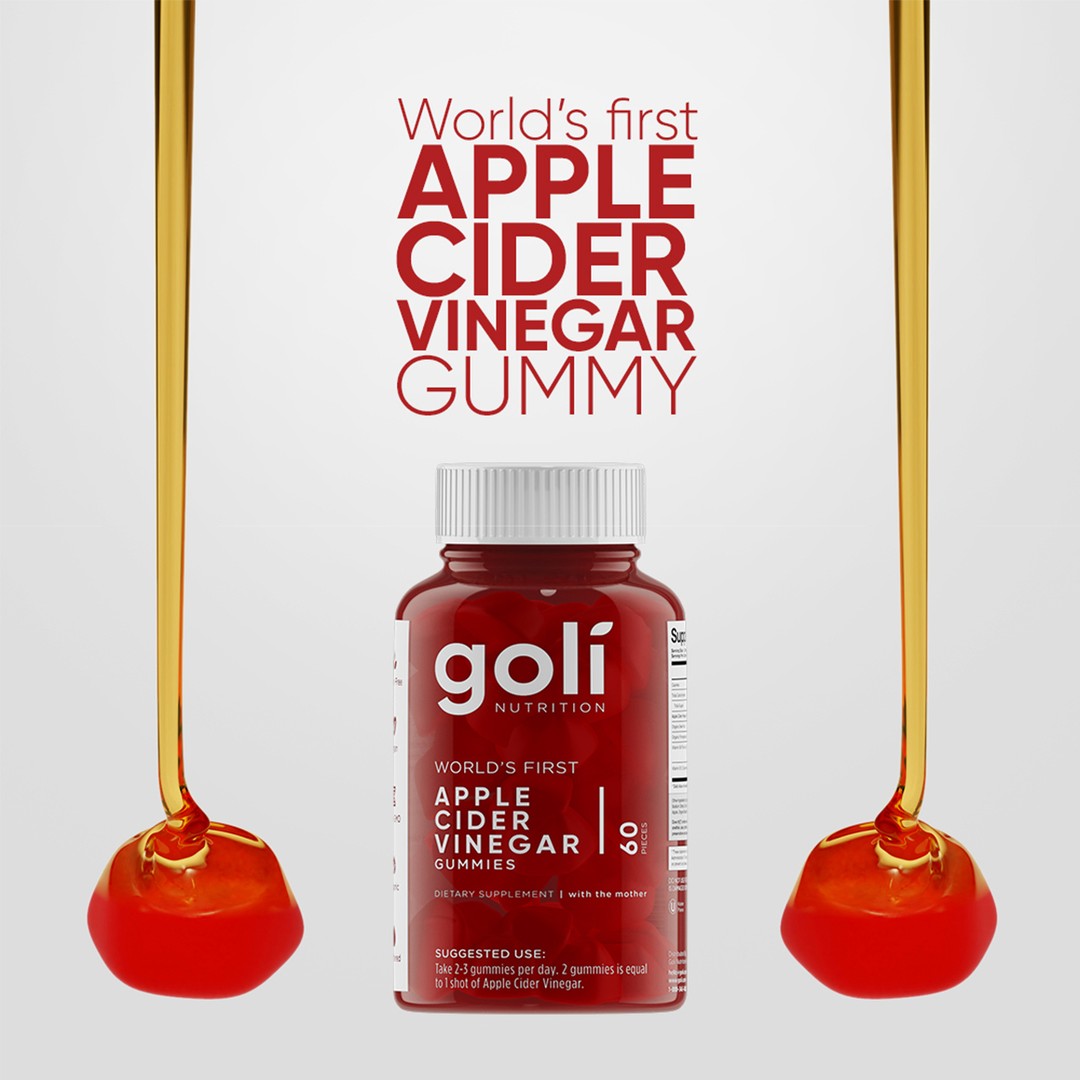 World's first
APPLE
CIDER
VINEGAR
GUMMY
goli
NUTRITION
WORLD'S FIRST
APPLE
CIDER
VINEGAR
GUMMIES
60
PIECES
DIETARY SUPPLEMENT | with the mother
SUGGESTED USE:
Take 2-3 gummies per day. 2 gummies is equal
to 1 shot of Apple Cider Vinegar.